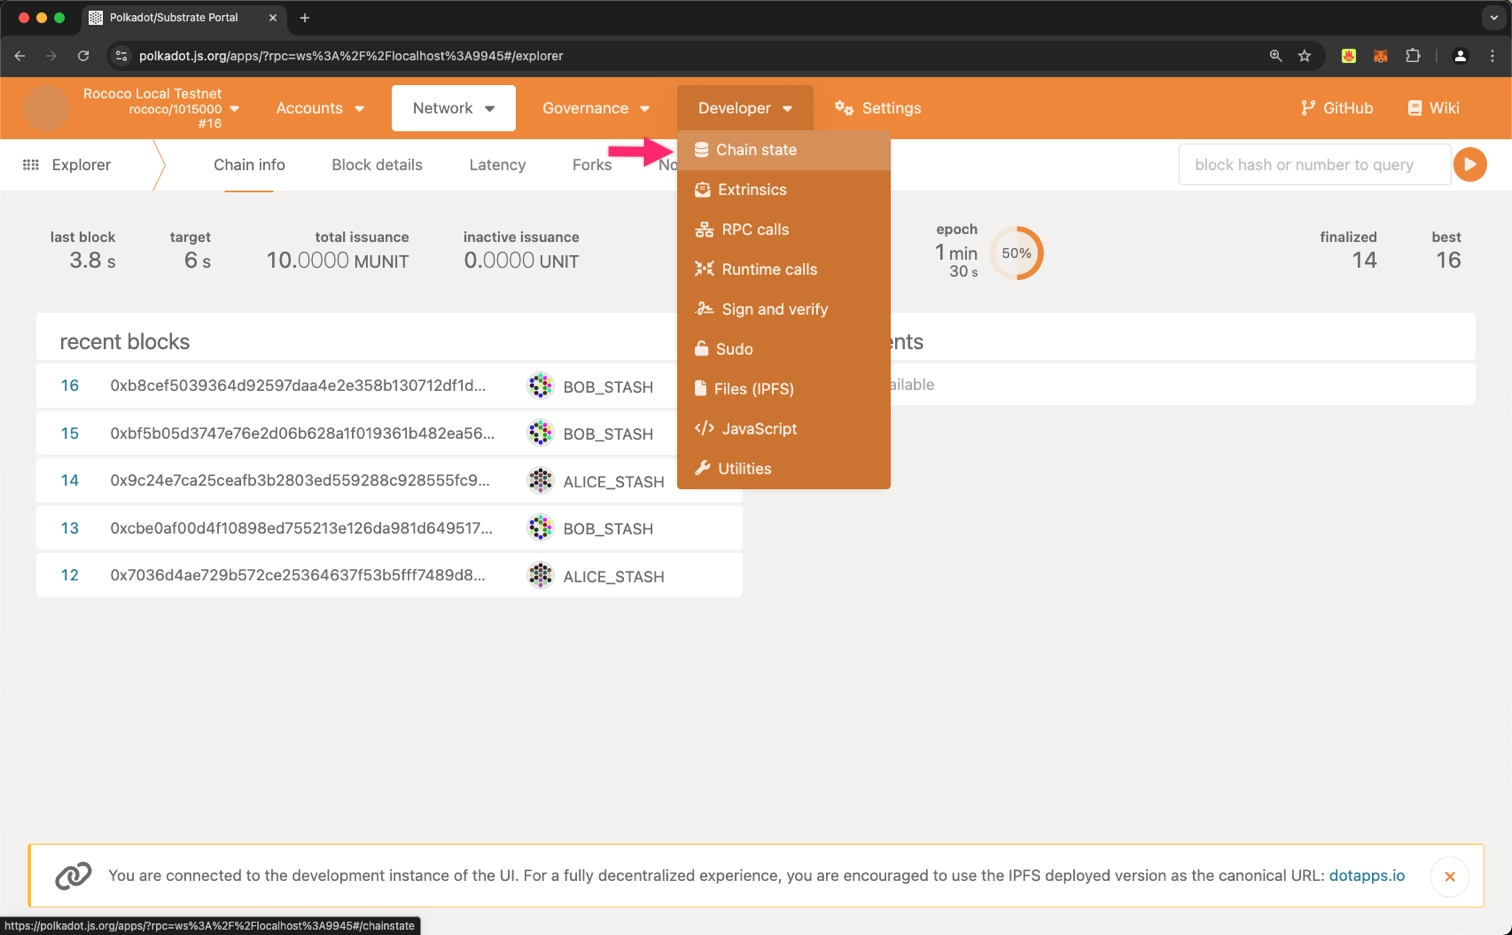 Polkadot/Substrate Portal
polkadot.js.org/apps/?rpc=ws%3A%2F%2Flocalhost%3A9945#/explorer
Rococo Local Testnet
rococo/1015000
#16
Accounts
Network
Governance
Developer
Settings
GitHub
Wiki
Explorer
Chain info
Block details
Latency
Forks
No
block hash or number to query
Chain state
Extrinsics
RPC calls
Runtime calls
Sign and verify
Sudo
Files (IPFS)
JavaScript
Utilities
last block
3.8 s
target
6 s
total issuance
10.0000 MUNIT
inactive issuance
0.0000 UNIT
epoch
1 min
30 s
50%
finalized
14
best
16
recent blocks
ents
16 0xb8cef5039364d92597daa4e2e358b130712df1d... BOB_STASH
ailable
15 0xbf5b05d3747e76e2d06b628a1f019361b482ea56... BOB_STASH
14 0x9c24e7ca25ceafb3b2803ed559288c928555fc9... ALICE_STASH
13 0xcbe0af00d4f10898ed755213e126da981d649517... BOB_STASH
12 0x7036d4ae729b572ce25364637f53b5fff7489d8... ALICE_STASH
You are connected to the development instance of the UI. For a fully decentralized experience, you are encouraged to use the IPFS deployed version as the canonical URL: dotapps.io
https://polkadot.js.org/apps/?rpc=ws%3A%2F%2Flocalhost%3A9945#/chainstate